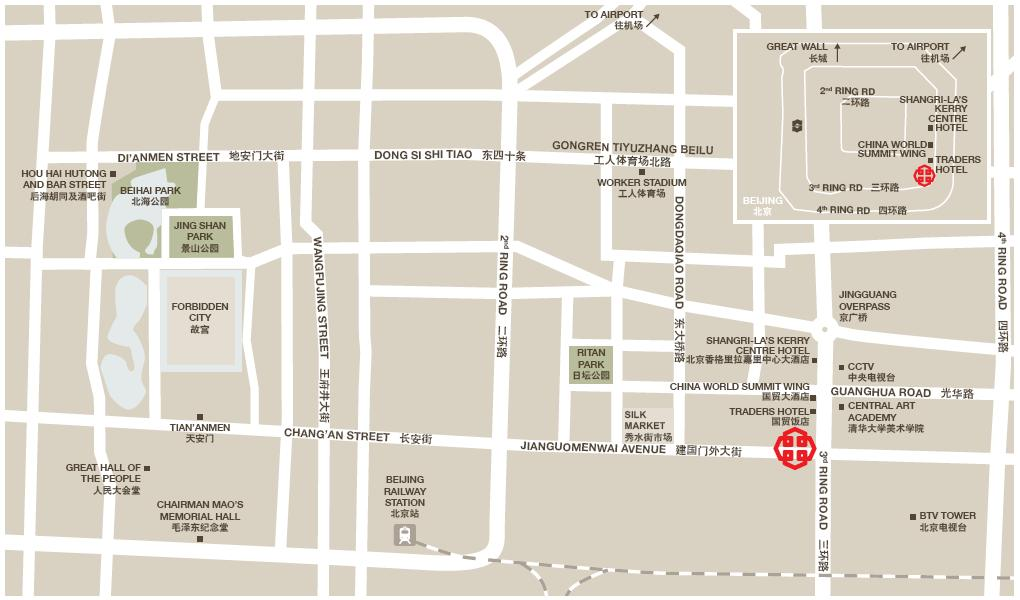 TO AIRPORT
往机场
GREAT WALL
长城
TO AIRPORT
往机场
2nd RING RD
二环路
SHANGRI-LA'S
KERRY
CENTRE
HOTEL
CHINA WORLD
SUMMIT WING
TRADERS
HOTEL
3rd RING RD 三环路
BEIJING
北京
4th RING RD 四环路
DI'ANMEN STREET 地安门大街
DONG SI SHI TIAO 东四十条
GONGREN TIYUZHANG BEILU
工人体育场北路
WORKER STADIUM
工人体育场
HOU HAI HUTONG
AND BAR STREET
后海胡同及酒吧街
BEIHAI PARK
北海公园
JING SHAN
PARK
景山公园
FORBIDDEN
CITY
故宫
WANGFUJING STREET 王府井大街
2nd RING ROAD 二环路
DONGDAQIAO ROAD 东大桥路
4th RING ROAD 四环路
JINGGUANG
OVERPASS
京广桥
SHANGRI-LA'S KERRY
CENTRE HOTEL
北京香格里拉嘉里中心大酒店
RITAN
PARK
日坛公园
CCTV
中央电视台
CHINA WORLD SUMMIT WING
国贸大酒店
GUANGHUA ROAD 光华路
TRADERS HOTEL
国贸饭店
CENTRAL ART
ACADEMY
清华大学美术学院
SILK
MARKET
秀水街市场
TIAN'ANMEN
天安门
CHANG'AN STREET 长安街
JIANGUOMENWAI AVENUE 建国门外大街
3rd RING ROAD 三环路
GREAT HALL OF
THE PEOPLE
人民大会堂
CHAIRMAN MAO'S
MEMORIAL HALL
毛泽东纪念堂
BEIJING
RAILWAY
STATION
北京站
BTV TOWER
北京电视台